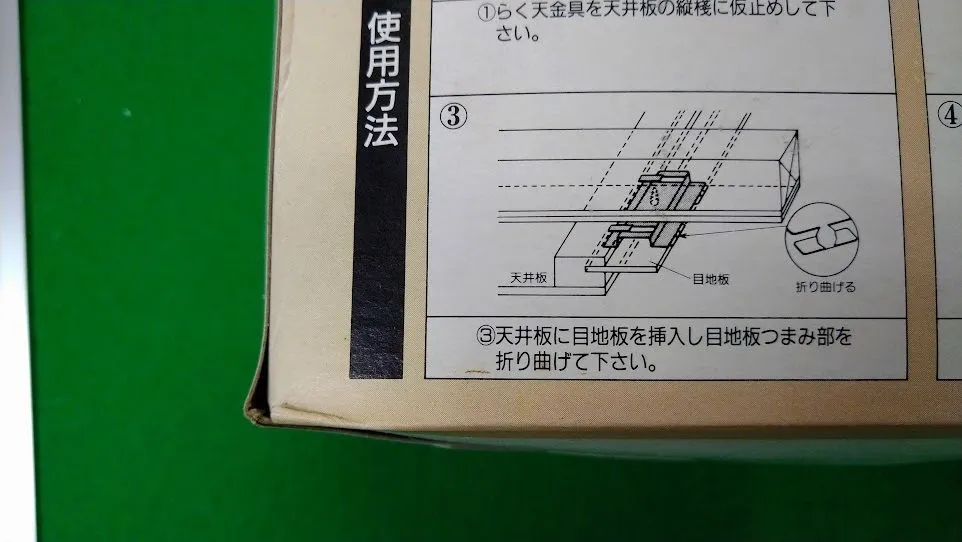 使用方法
①らく天金具を天井板の縦桟に仮止めして下
さい。
③
天井板
目地板
折り曲げる
③天井板に目地板を挿入し目地板つまみ部を
折り曲げて下さい。
④